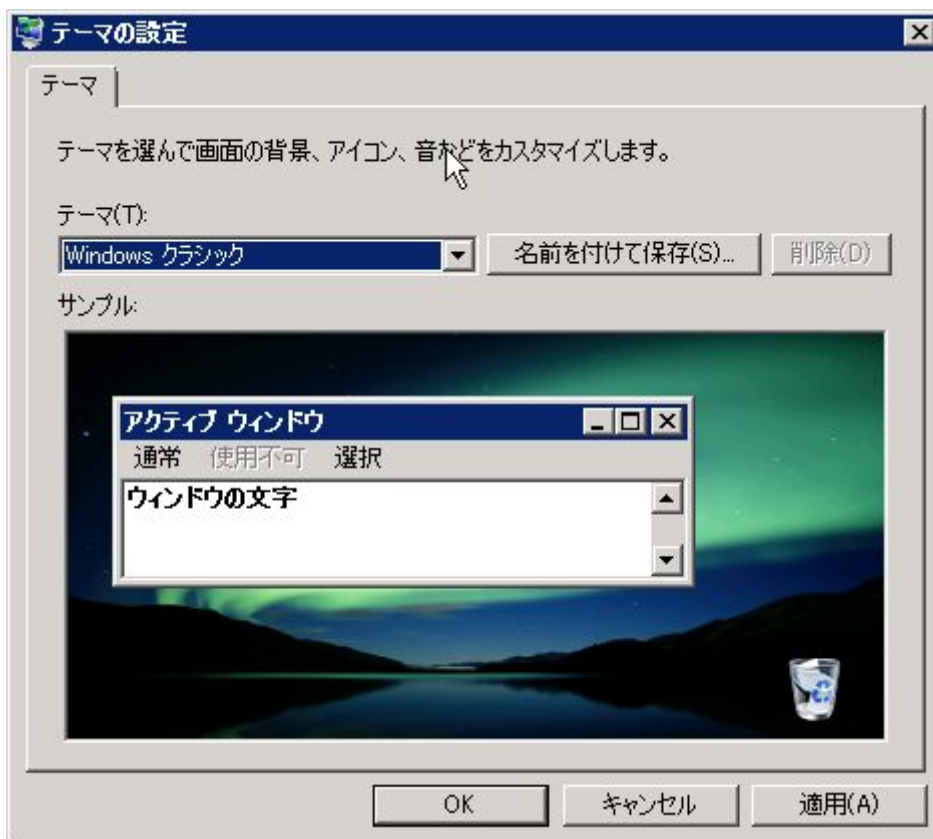 テーマの設定
テーマ
テーマを選んで画面の背景、アイコン、音などをカスタマイズします。
テーマ(T):
Windows クラシック
名前を付けて保存(S)...
削除(D)
サンプル:
アクティブ ウィンドウ
通常 使用不可 選択
ウィンドウの文字
OK キャンセル 適用(A)